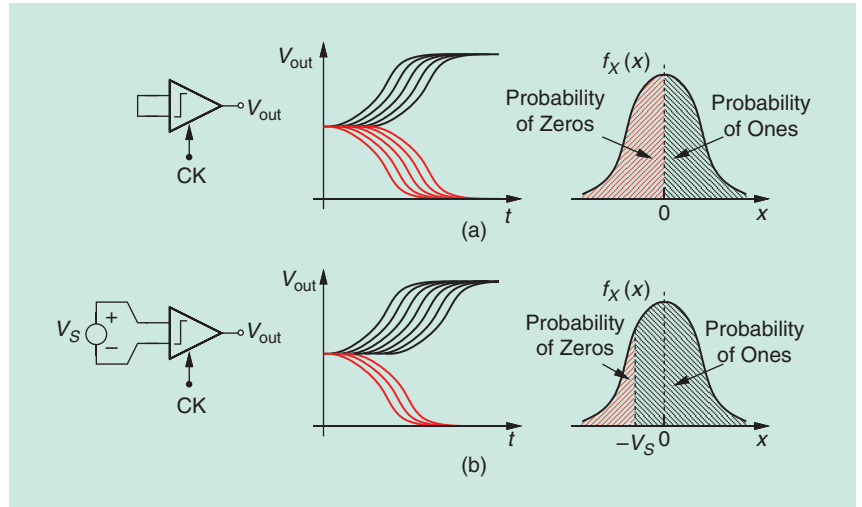 V_out
f_X (x)
Probability
of Zeros
Probability
of Ones
V_out
CK
t
0
x
(a)
V_out
f_X (x)
Probability
of Zeros
Probability
of Ones
V_S
+
−
V_out
CK
t
−V_S
0
x
(b)